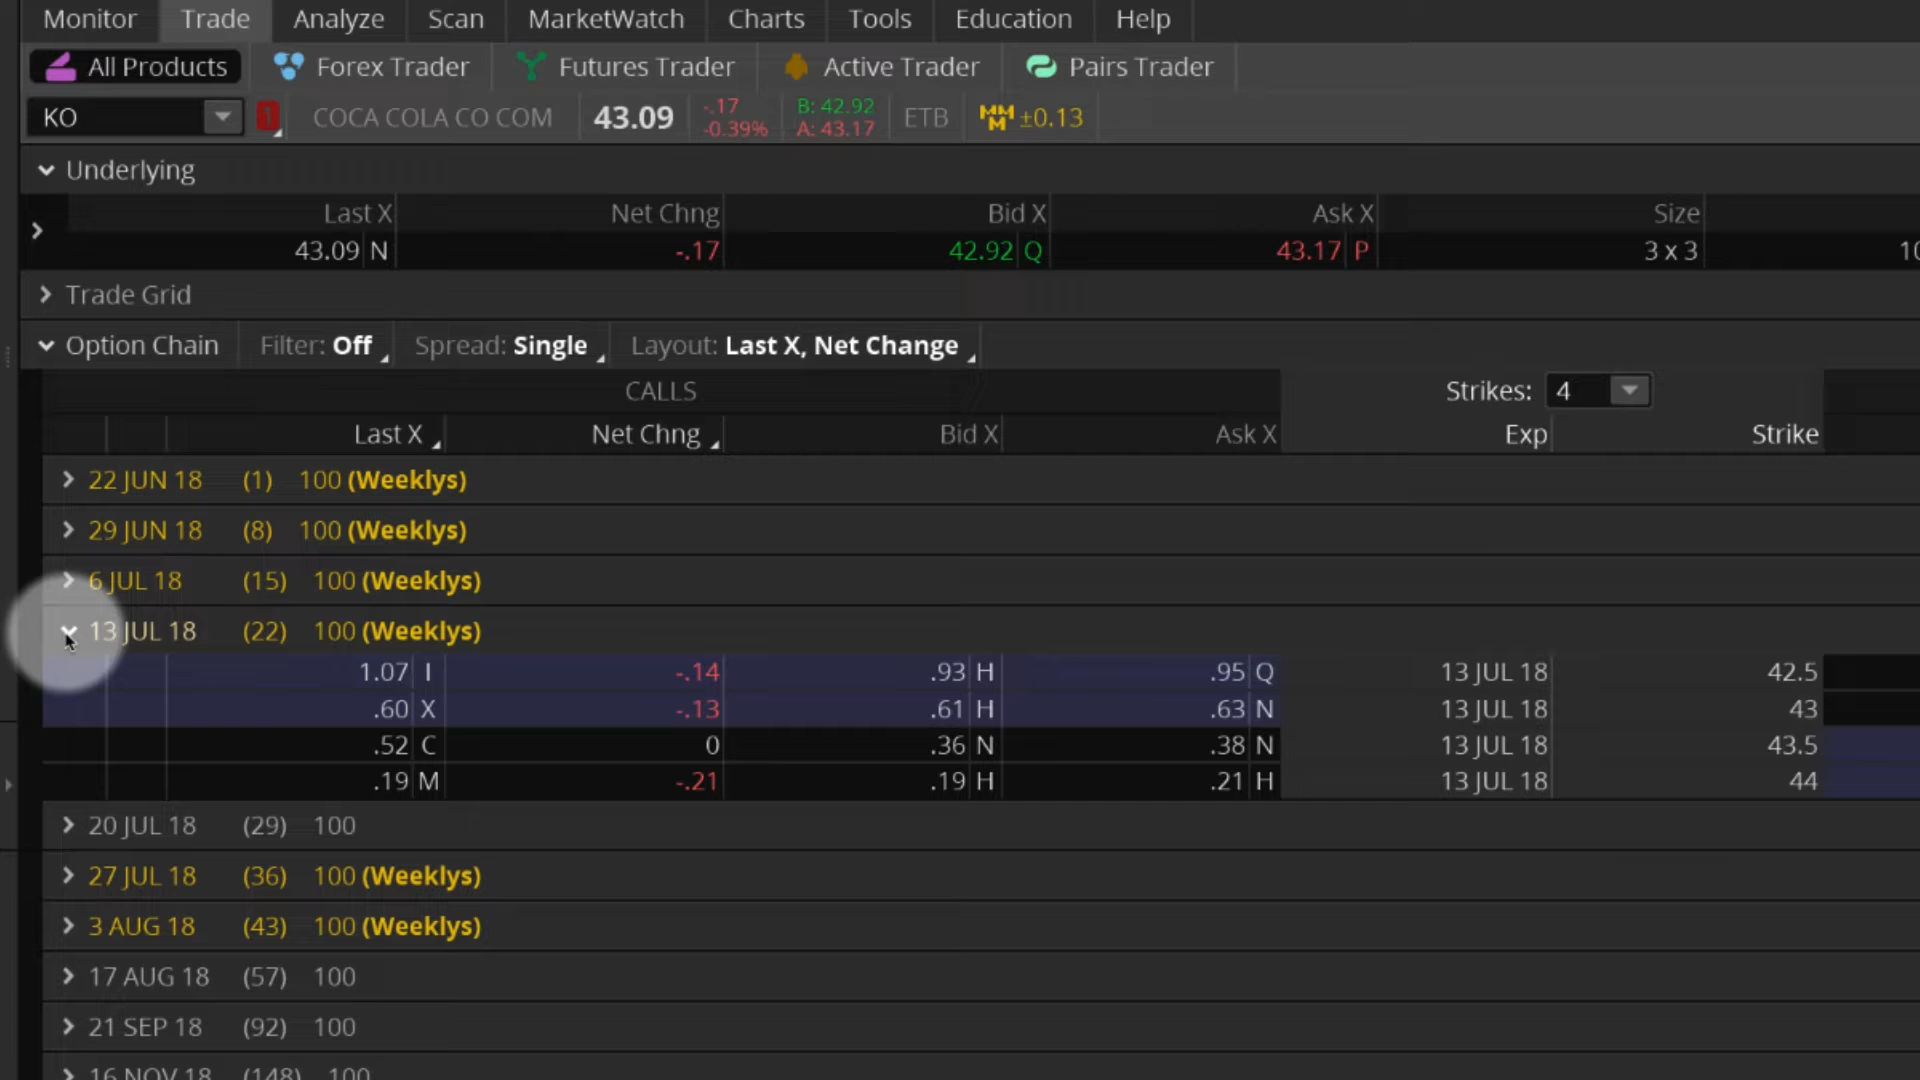 Monitor Trade Analyze Scan MarketWatch Charts Tools Education Help
All Products Forex Trader Futures Trader Active Trader Pairs Trader
KO 1 COCA COLA CO COM 43.09 -.17 -0.39% B: 42.92 A: 43.17 ETB MMM ±0.13
Underlying
Last X Net Chng Bid X Ask X Size
43.09 N -.17 42.92 Q 43.17 P 3 x 3 10
Trade Grid
Option Chain Filter: Off Spread: Single Layout: Last X, Net Change
CALLS Strikes: 4
Last X Net Chng Bid X Ask X Exp Strike
22 JUN 18 (1) 100 (Weeklys)
29 JUN 18 (8) 100 (Weeklys)
6 JUL 18 (15) 100 (Weeklys)
13 JUL 18 (22) 100 (Weeklys)
1.07 I -.14 .93 H .95 Q 13 JUL 18 42.5
.60 X -.13 .61 H .63 N 13 JUL 18 43
.52 C 0 .36 N .38 N 13 JUL 18 43.5
.19 M -.21 .19 H .21 H 13 JUL 18 44
20 JUL 18 (29) 100
27 JUL 18 (36) 100 (Weeklys)
3 AUG 18 (43) 100 (Weeklys)
17 AUG 18 (57) 100
21 SEP 18 (92) 100
16 NOV 18 (148) 100